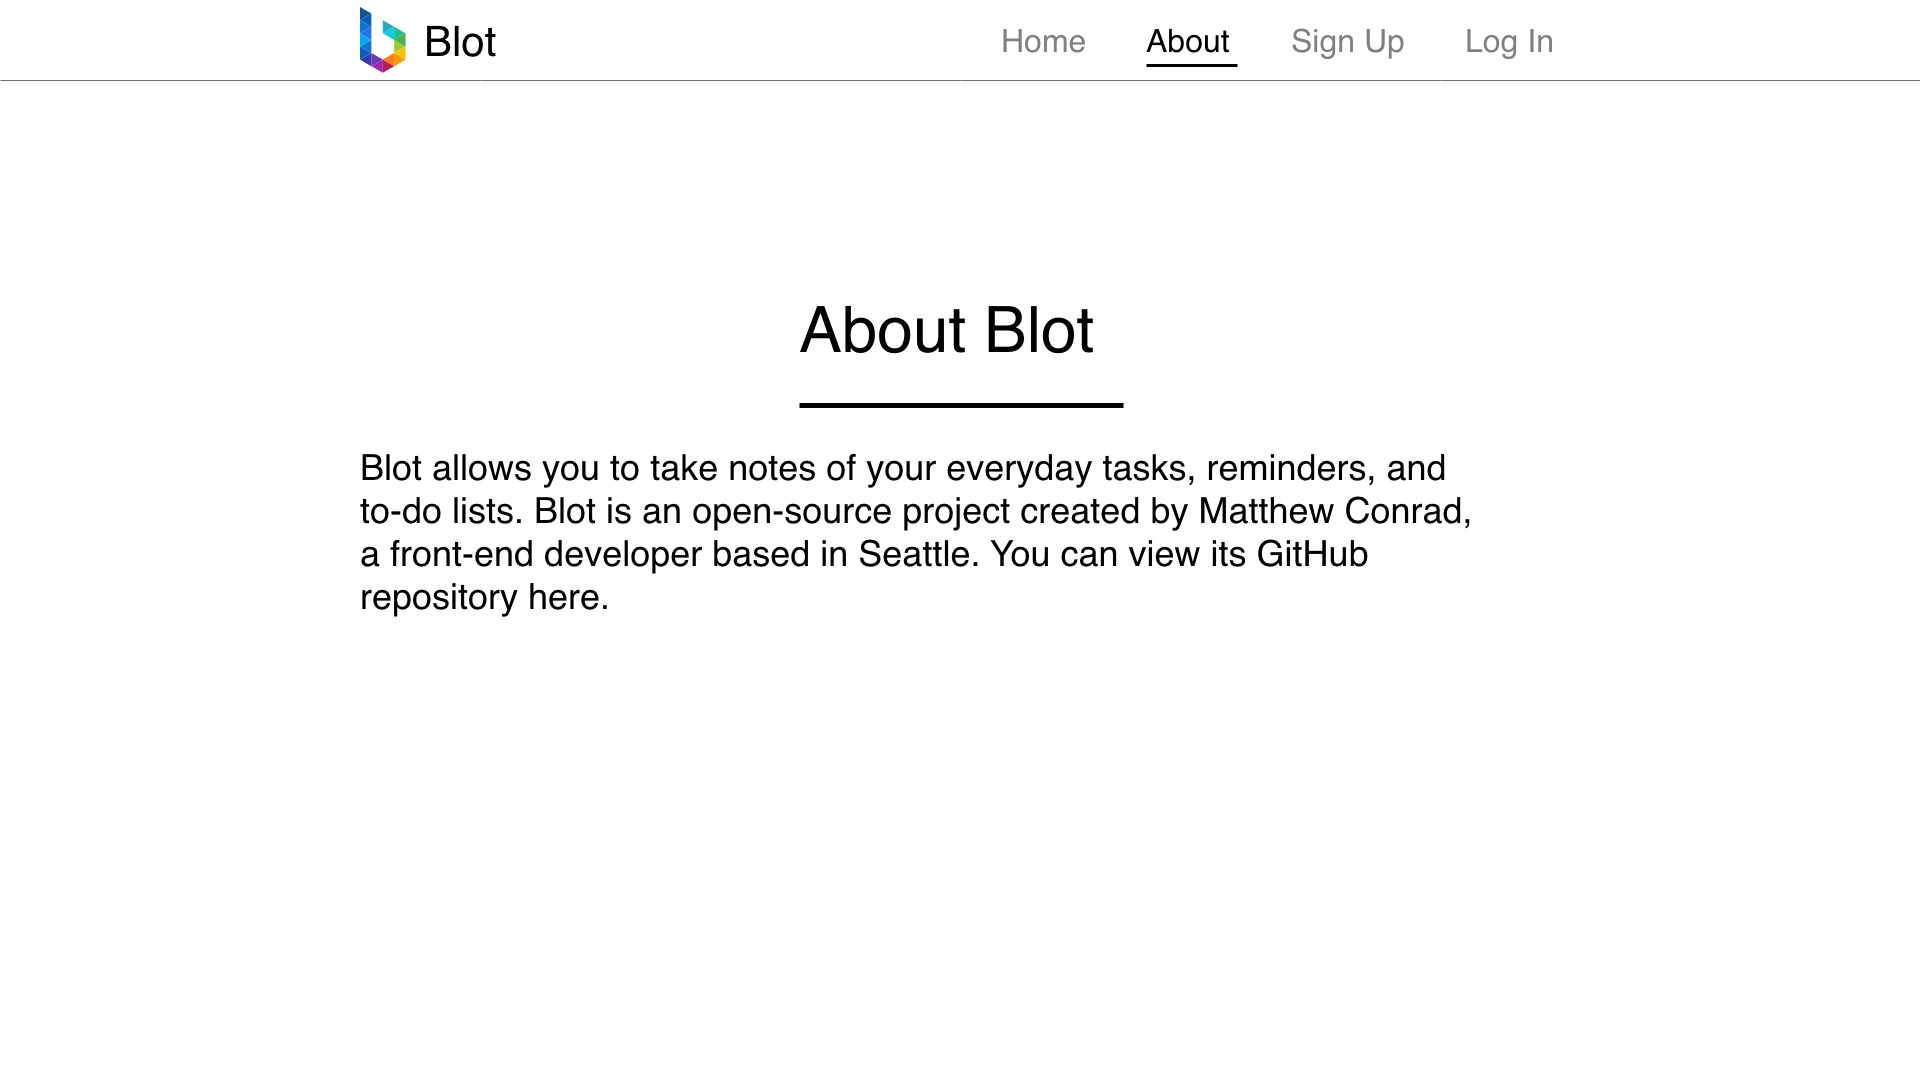 Blot
Home About Sign Up Log In
About Blot
Blot allows you to take notes of your everyday tasks, reminders, and
to-do lists. Blot is an open-source project created by Matthew Conrad,
a front-end developer based in Seattle. You can view its GitHub
repository here.